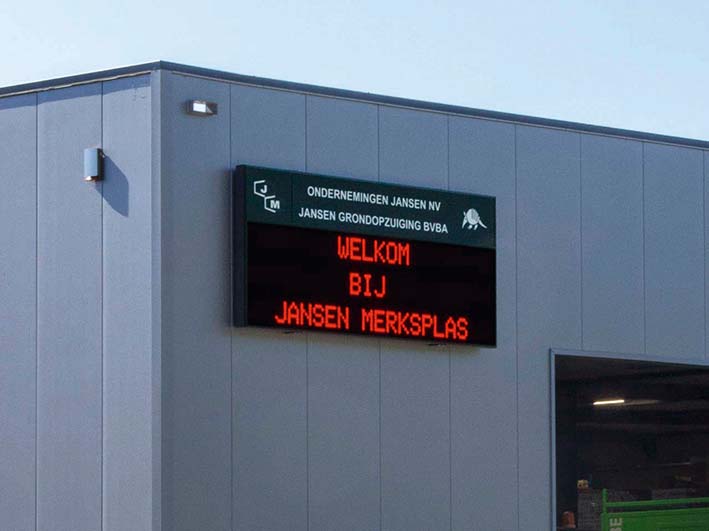 J
M
ONDERNEMINGEN JANSEN NV
JANSEN GRONDOPZUIGING BVBA
WELKOM
BIJ
JANSEN MERKSPLAS